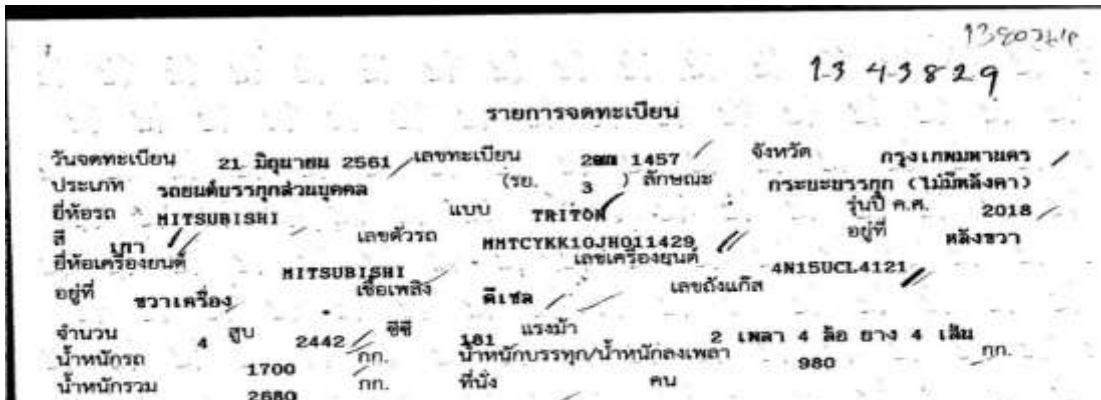 13 43829
รายการจดทะเบียน
วันจดทะเบียน 21 มิถุนายน 2561 เลขทะเบียน 1457 จังหวัด กรุงเทพมหานคร
ประเภท รถยนต์บรรทุกส่วนบุคคล (รย. 3 ) ลักษณะ กระบะบรรทุก (ไม่มีหลังคา)
ยี่ห้อรถ MITSUBISHI แบบ TRITON รุ่นปี ค.ศ. 2018
สี เทา เลขตัวรถ MMTCYKK10JH011429 อยู่ที่ หลังขวา
ยี่ห้อเครื่องยนต์ MITSUBISHI เลขเครื่องยนต์ 4N15UCL4121
อยู่ที่ ขวาเครื่อง เชื้อเพลิง ดีเซล เลขถังแก๊ส
จำนวน 4 สูบ 2442 ซีซี 181 แรงม้า 2 เพลา 4 ล้อ ยาง 4 เส้น
น้ำหนักรถ 1700 กก. น้ำหนักบรรทุก/น้ำหนักลงเพลา 980 กก.
น้ำหนักรวม 2680 กก. ที่นั่ง คน